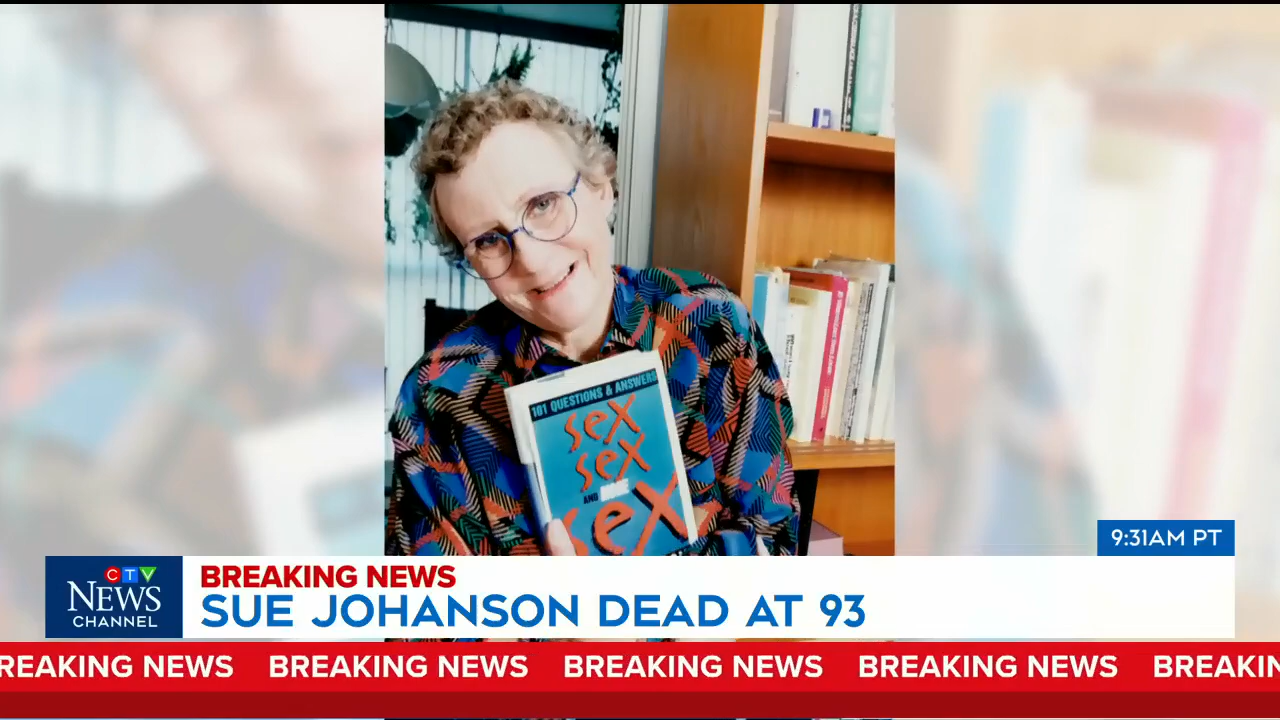 101 QUESTIONS & ANSWERS
sex
sex
AND MORE
sex
9:31AM PT
CTV
NEWS
CHANNEL
BREAKING NEWS
SUE JOHANSON DEAD AT 93
REAKING NEWS BREAKING NEWS BREAKING NEWS BREAKING NEWS BREAKIN